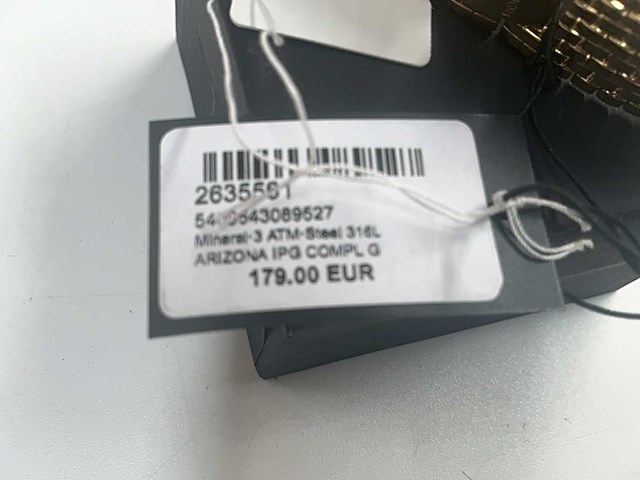 Mineral-3 ATM-Steel 316L
ARIZONA IPG COMPL G
179.00 EUR